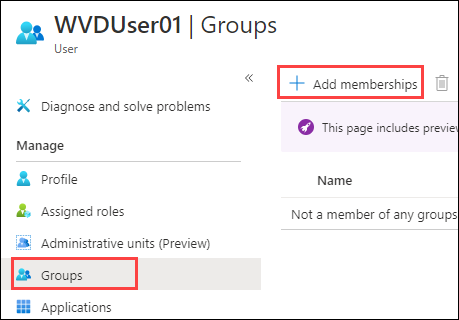 WVDUser01 | Groups
User
«
Diagnose and solve problems
Manage
Profile
Assigned roles
Administrative units (Preview)
Groups
Applications
+ Add memberships
This page includes preview
Name
Not a member of any groups